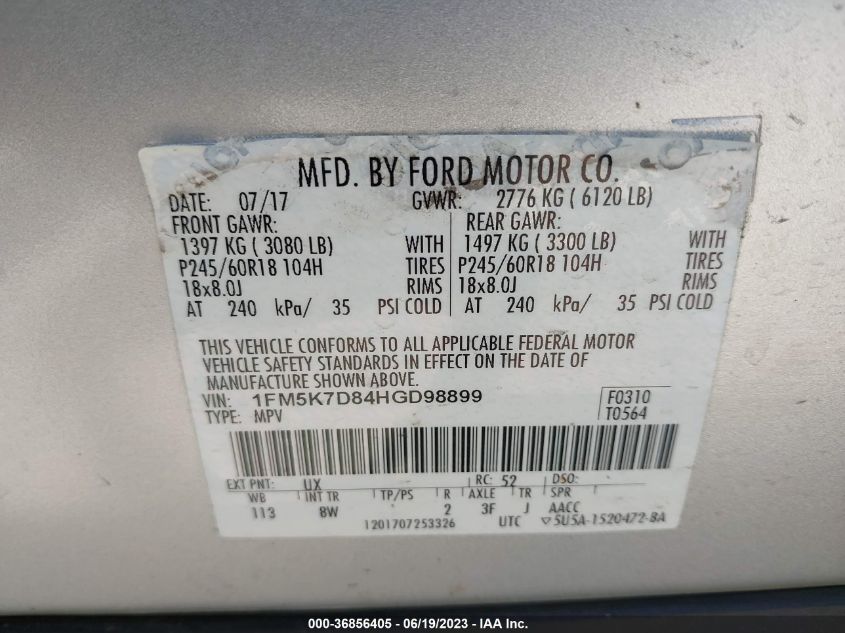 MFD. BY FORD MOTOR CO.
DATE: 07/17 GVWR: 2776 KG ( 6120 LB)
FRONT GAWR: REAR GAWR:
1397 KG ( 3080 LB) WITH 1497 KG ( 3300 LB) WITH
P245/60R18 104H TIRES P245/60R18 104H TIRES
18x8.0J RIMS 18x8.0J RIMS
AT 240 kPa/ 35 PSI COLD AT 240 kPa/ 35 PSI COLD
THIS VEHICLE CONFORMS TO ALL APPLICABLE FEDERAL MOTOR
VEHICLE SAFETY STANDARDS IN EFFECT ON THE DATE OF
MANUFACTURE SHOWN ABOVE.
VIN: 1FM5K7D84HGD98899 F0310
TYPE: MPV T0564
EXT PNT: UX RC: 52 DSO:
WB INT TR TP/PS R AXLE TR SPR
113 8W 2 3F J AACC
1201707253326 UTC ▽5U5A-1520472-BA
000-36856405 - 06/19/2023 - IAA Inc.